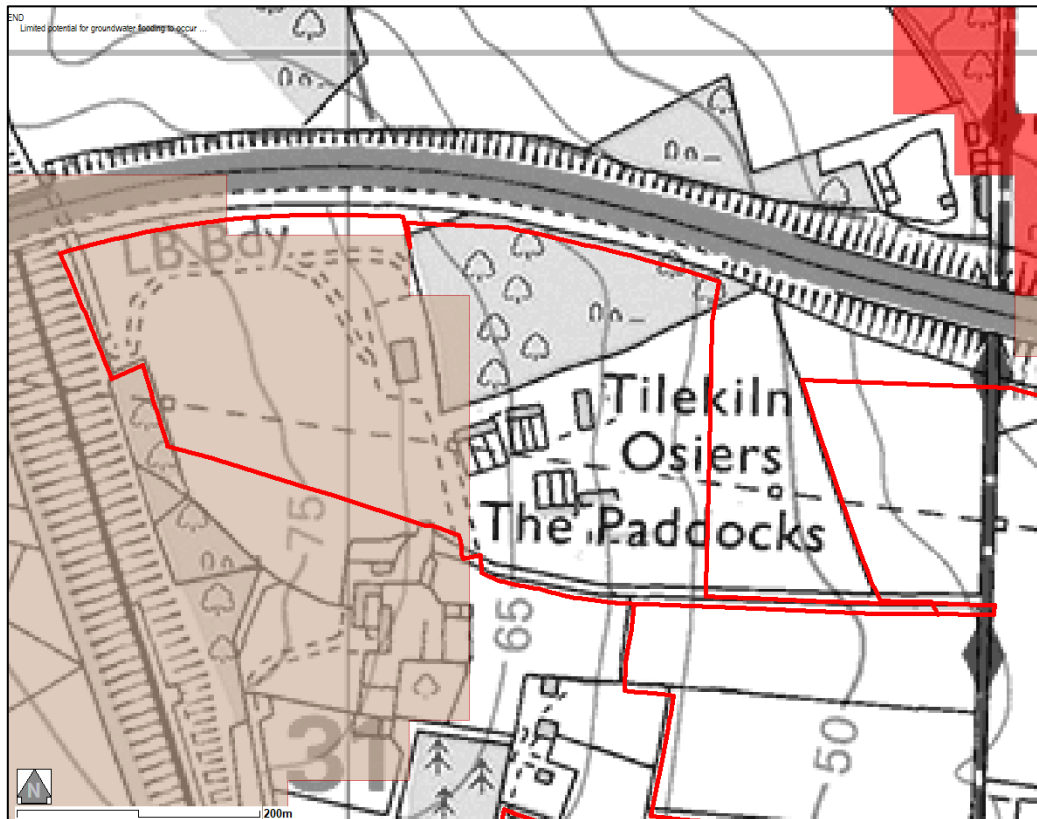 END
Limited potential for groundwater flooding to occur ...
LB Bdy
Tilekiln
Osiers
The Paddocks
75
65
50
31
N
200m